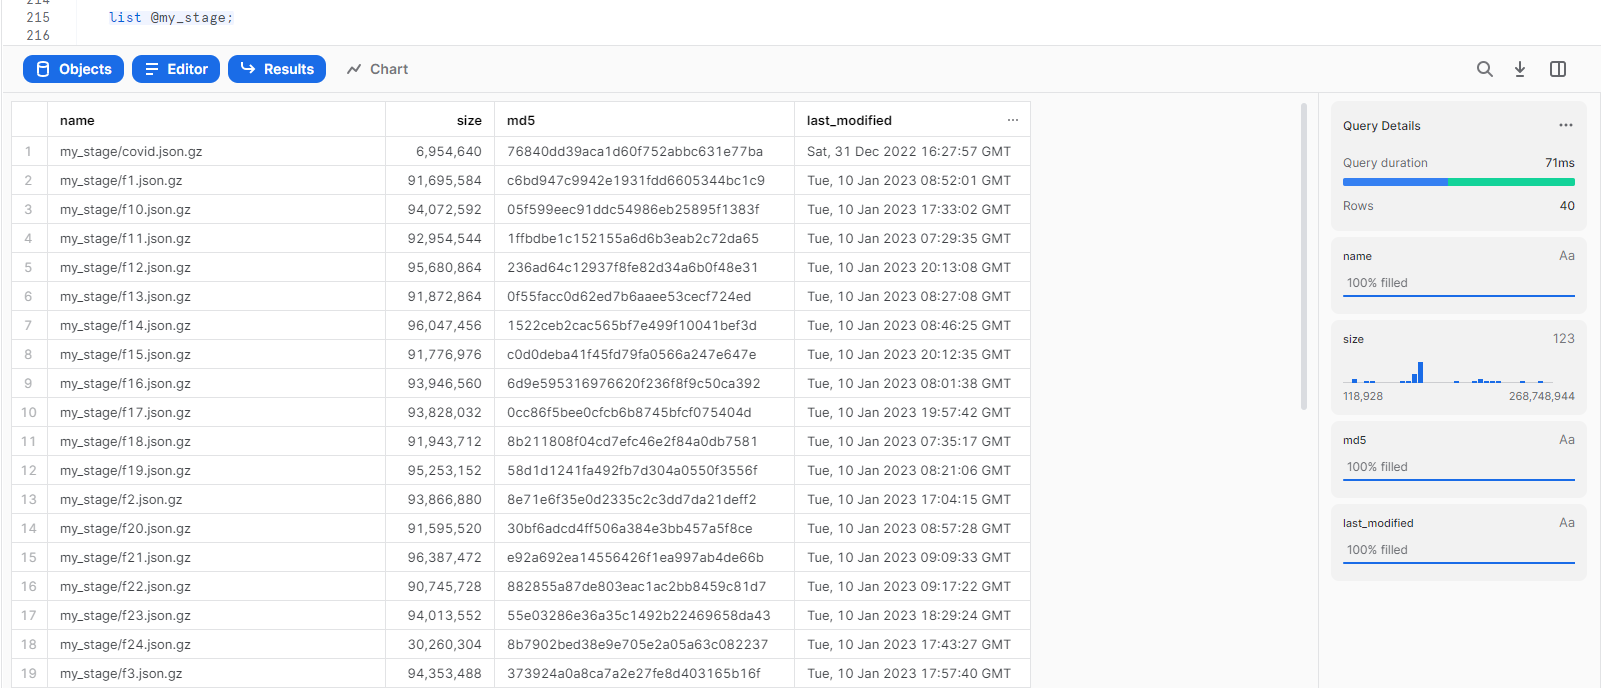 215 list @my_stage;
216
Objects Editor Results Chart
name size md5 last_modified ...
1 my_stage/covid.json.gz 6,954,640 76840dd39aca1d60f752abbc631e77ba Sat, 31 Dec 2022 16:27:57 GMT
2 my_stage/f1.json.gz 91,695,584 c6bd947c9942e1931fdd6605344bc1c9 Tue, 10 Jan 2023 08:52:01 GMT
3 my_stage/f10.json.gz 94,072,592 05f599eec91ddc54986eb25895f1383f Tue, 10 Jan 2023 17:33:02 GMT
4 my_stage/f11.json.gz 92,954,544 1ffbdbe1c152155a6d6b3eab2c72da65 Tue, 10 Jan 2023 07:29:35 GMT
5 my_stage/f12.json.gz 95,680,864 236ad64c12937f8fe82d34a6b0f48e31 Tue, 10 Jan 2023 20:13:08 GMT
6 my_stage/f13.json.gz 91,872,864 0f55facc0d62ed7b6aaee53cecf724ed Tue, 10 Jan 2023 08:27:08 GMT
7 my_stage/f14.json.gz 96,047,456 1522ceb2cac565bf7e499f10041bef3d Tue, 10 Jan 2023 08:46:25 GMT
8 my_stage/f15.json.gz 91,776,976 c0d0deba41f45fd79fa0566a247e647e Tue, 10 Jan 2023 20:12:35 GMT
9 my_stage/f16.json.gz 93,946,560 6d9e595316976620f236f8f9c50ca392 Tue, 10 Jan 2023 08:01:38 GMT
10 my_stage/f17.json.gz 93,828,032 0cc86f5bee0cfcb6b8745bfcf075404d Tue, 10 Jan 2023 19:57:42 GMT
11 my_stage/f18.json.gz 91,943,712 8b211808f04cd7efc46e2f84a0db7581 Tue, 10 Jan 2023 07:35:17 GMT
12 my_stage/f19.json.gz 95,253,152 58d1d1241fa492fb7d304a0550f3556f Tue, 10 Jan 2023 08:21:06 GMT
13 my_stage/f2.json.gz 93,866,880 8e71e6f35e0d2335c2c3dd7da21deff2 Tue, 10 Jan 2023 17:04:15 GMT
14 my_stage/f20.json.gz 91,595,520 30bf6adcd4ff506a384e3bb457a5f8ce Tue, 10 Jan 2023 08:57:28 GMT
15 my_stage/f21.json.gz 96,387,472 e92a692ea14556426f1ea997ab4de66b Tue, 10 Jan 2023 09:09:33 GMT
16 my_stage/f22.json.gz 90,745,728 882855a87de803eac1ac2bb8459c81d7 Tue, 10 Jan 2023 09:17:22 GMT
17 my_stage/f23.json.gz 94,013,552 55e03286e36a35c1492b22469658da43 Tue, 10 Jan 2023 18:29:24 GMT
18 my_stage/f24.json.gz 30,260,304 8b7902bed38e9e705e2a05a63c082237 Tue, 10 Jan 2023 17:43:27 GMT
19 my_stage/f3.json.gz 94,353,488 373924a0a8ca7a2e27fe8d403165b16f Tue, 10 Jan 2023 17:57:40 GMT
Query Details ...
Query duration 71ms
Rows 40
name Aa
100% filled
size 123
118,928 268,748,944
md5 Aa
100% filled
last_modified Aa
100% filled